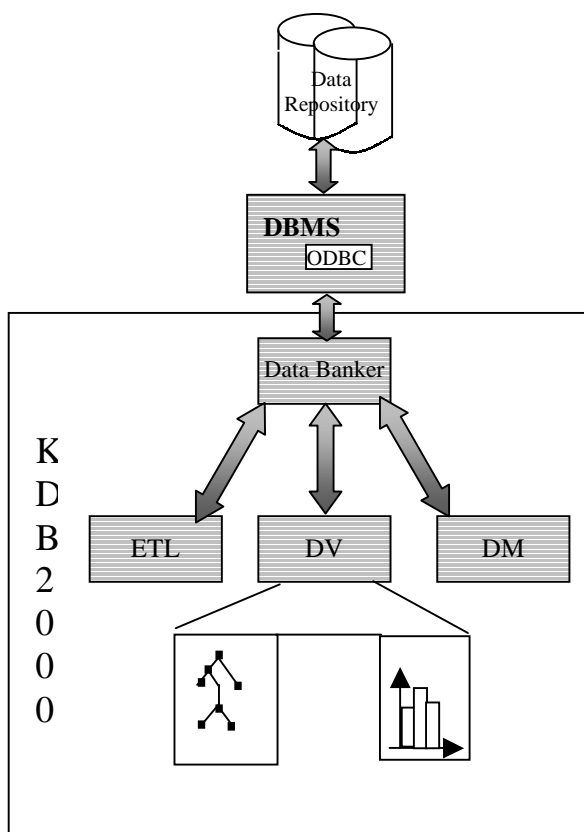 Data
Repository
DBMS
ODBC
Data Banker
K
D
B
2
0
0
0
ETL
DV
DM